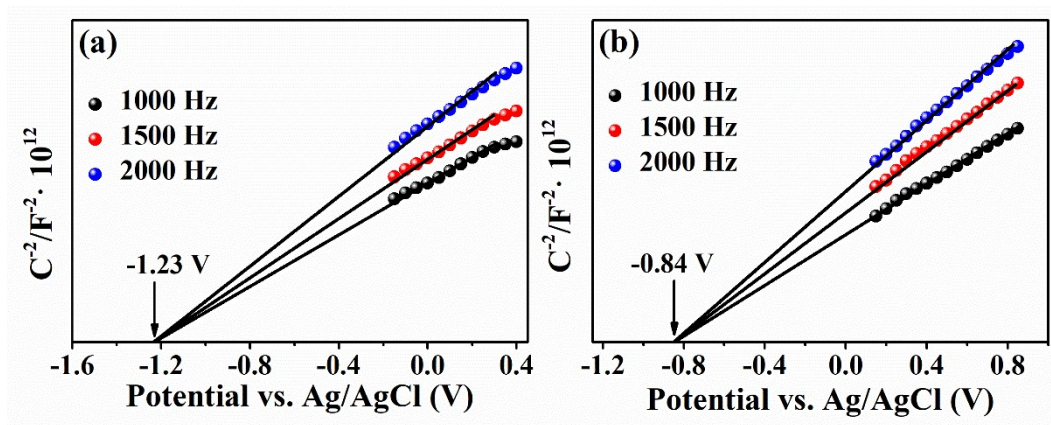 (a)
1000 Hz
1500 Hz
2000 Hz
C⁻²/F⁻²· 10¹²
-1.23 V
-1.6 -1.2 -0.8 -0.4 0.0 0.4
Potential vs. Ag/AgCl (V)
(b)
1000 Hz
1500 Hz
2000 Hz
C⁻²/F⁻²· 10¹²
-0.84 V
-1.2 -0.8 -0.4 0.0 0.4 0.8
Potential vs. Ag/AgCl (V)